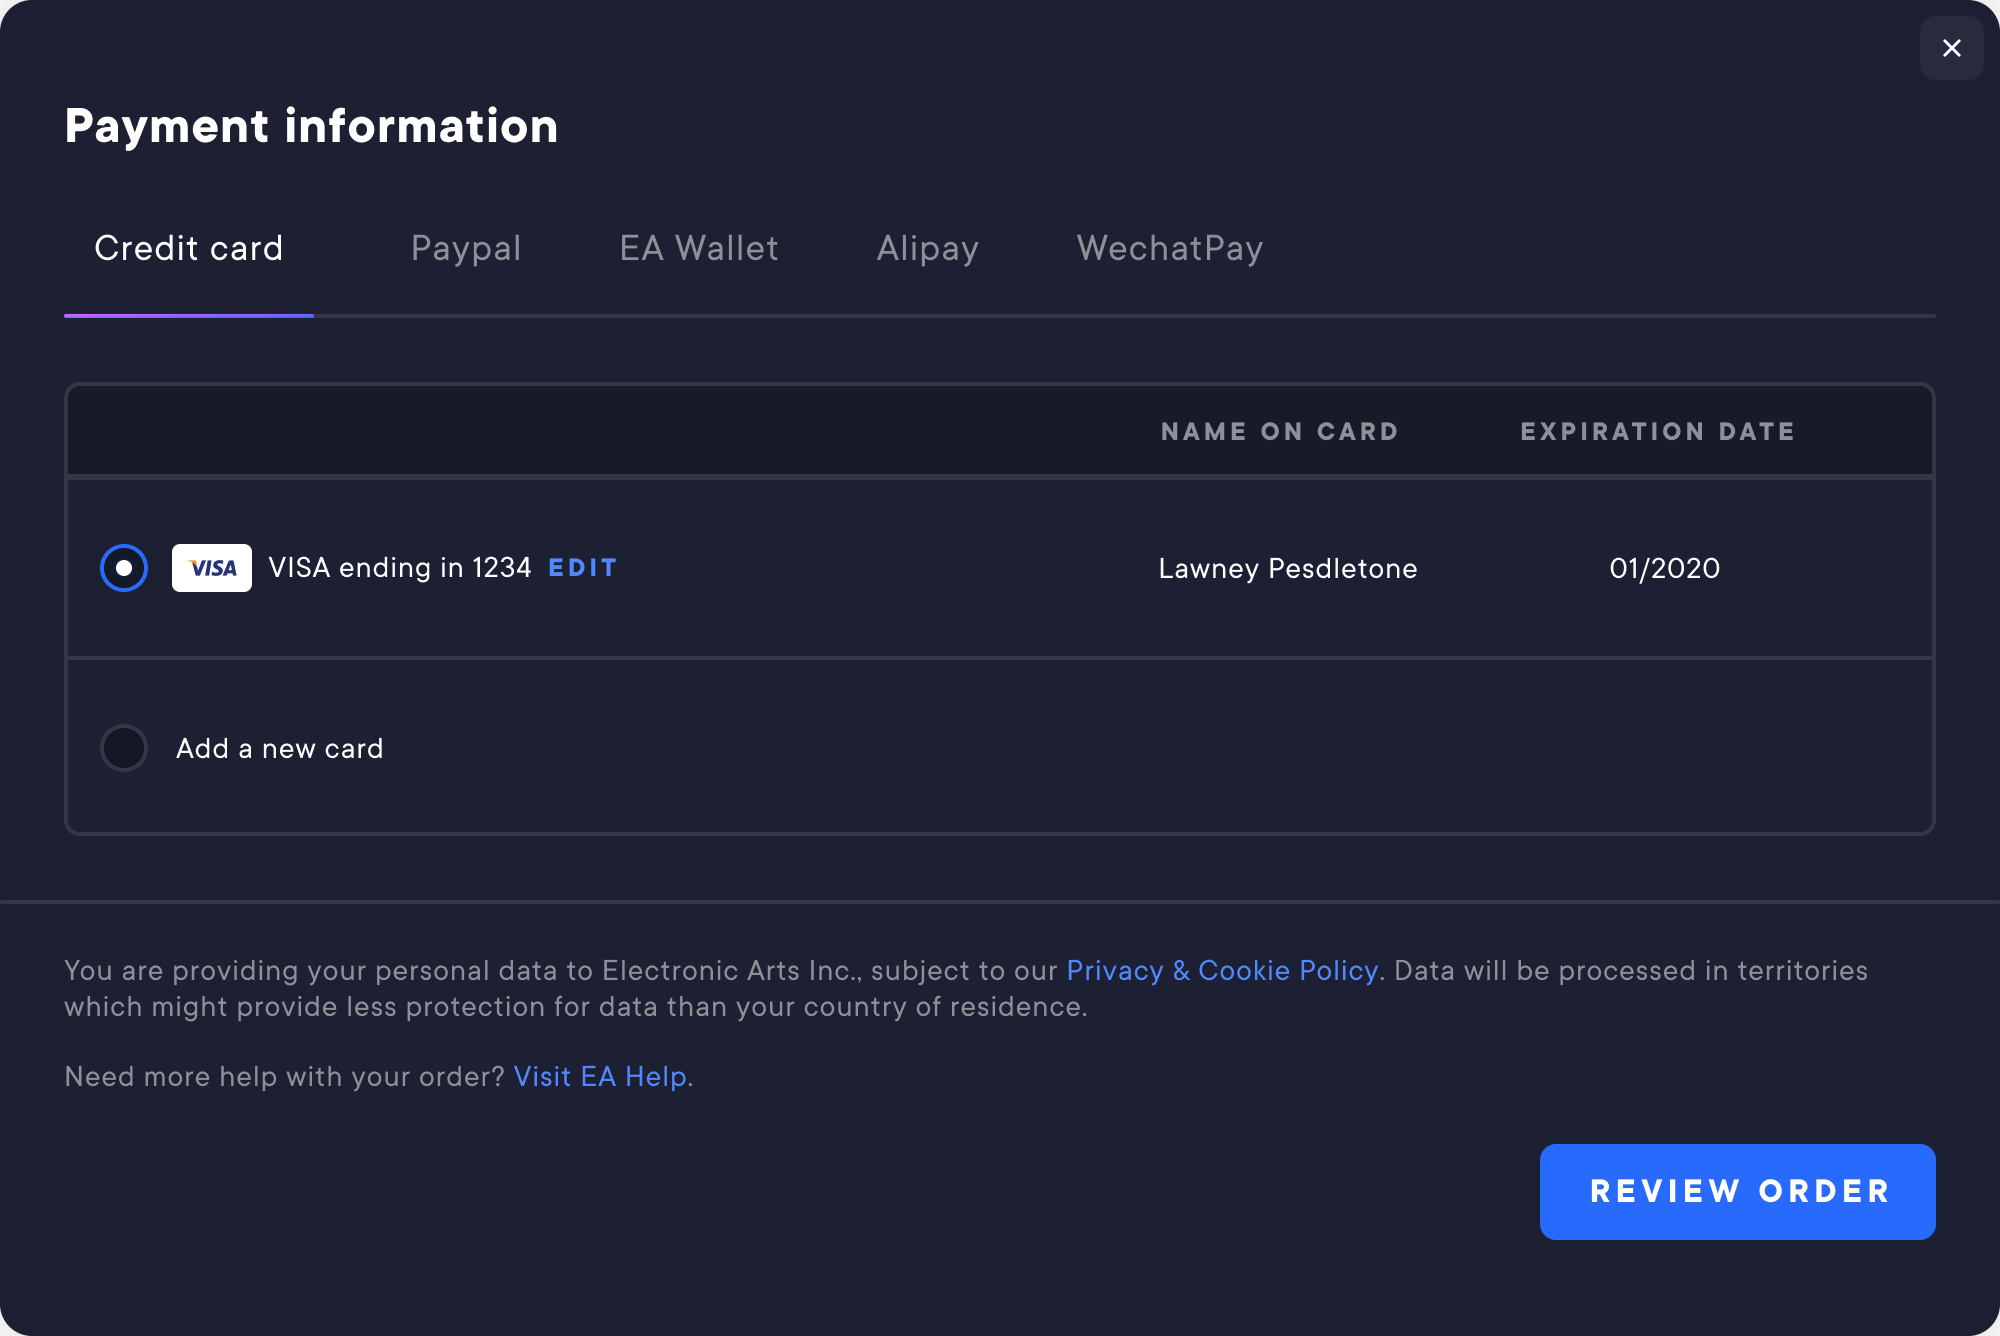 Payment information
Credit card Paypal EA Wallet Alipay WechatPay
NAME ON CARD EXPIRATION DATE
VISA VISA ending in 1234 EDIT Lawney Pesdletone 01/2020
Add a new card
You are providing your personal data to Electronic Arts Inc., subject to our Privacy & Cookie Policy. Data will be processed in territories
which might provide less protection for data than your country of residence.
Need more help with your order? Visit EA Help.
REVIEW ORDER